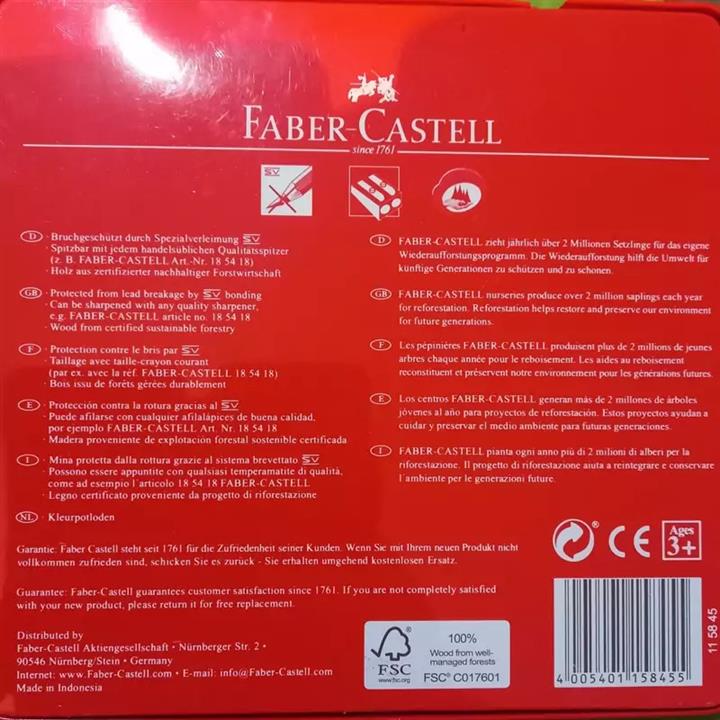 FABER-CASTELL
since 1761
SV
D · Bruchgeschützt durch Spezialverleimung SV
· Spitzbar mit jedem handelsüblichen Qualitätsspitzer
(z. B. FABER-CASTELL Art.-Nr. 18 54 18)
· Holz aus zertifizierter nachhaltiger Forstwirtschaft
GB · Protected from lead breakage by SV bonding
· Can be sharpened with any quality sharpener,
e.g. FABER-CASTELL article no. 18 54 18
· Wood from certified sustainable forestry
F · Protection contre le bris par SV
· Taillage avec taille-crayon courant
(par ex. avec la réf. FABER-CASTELL 18 54 18)
· Bois issu de forêts gérées durablement
E · Protección contra la rotura gracias al SV
· Puede afilarse con cualquier afilalápices de buena calidad,
por ejemplo FABER-CASTELL Art. Nr. 18 54 18
· Madera proveniente de explotación forestal sostenible certificada
I · Mina protetta dalla rottura grazie al sistema brevettato SV
· Possono essere appuntite con qualsiasi temperamatite di qualità,
come ad esempio l'articolo 18 54 18 FABER-CASTELL
· Legno certificato proveniente da progetto di riforestazione
NL · Kleurpotloden
D FABER-CASTELL zieht jährlich über 2 Millionen Setzlinge für das eigene
Wiederaufforstungsprogramm. Die Wiederaufforstung hilft die Umwelt für
künftige Generationen zu schützen und zu schonen.
GB FABER-CASTELL nurseries produce over 2 million saplings each year
for reforestation. Reforestation helps restore and preserve our environment
for future generations.
F Les pépinières FABER-CASTELL produisent plus de 2 millions de jeunes
arbres chaque année pour le reboisement. Les aides au reboisement
reconstituent et préservent notre environnement pour les générations futures.
E Los centros FABER-CASTELL generan más de 2 millones de árboles
jóvenes al año para proyectos de reforestación. Estos proyectos ayudan a
cuidar y preservar el medio ambiente para futuras generaciones.
I FABER-CASTELL pianta ogni anno più di 2 milioni di alberi per la
riforestazione. Il progetto di riforestazione aiuta a reintegrare e conservare
l'ambiente per le generazioni future.
Garantie: Faber Castell steht seit 1761 für die Zufriedenheit seiner Kunden. Wenn Sie mit Ihrem neuen Produkt nicht
vollkommen zufrieden sind, schicken Sie es zurück - Sie erhalten umgehend kostenlosen Ersatz.
Guarantee: Faber-Castell guarantees customer satisfaction since 1761. If you are not completely satisfied
with your new product, please return it for free replacement.
Distributed by
Faber-Castell Aktiengesellschaft · Nürnberger Str. 2 ·
90546 Nürnberg/Stein · Germany
Internet: www.Faber-Castell.com · E-mail: info@Faber-Castell.com
Made in Indonesia
FSC
www.fsc.org
100%
Wood from well-
managed forests
FSC® C017601
CE
Ages
3+
4 005401 158455
11 58 45